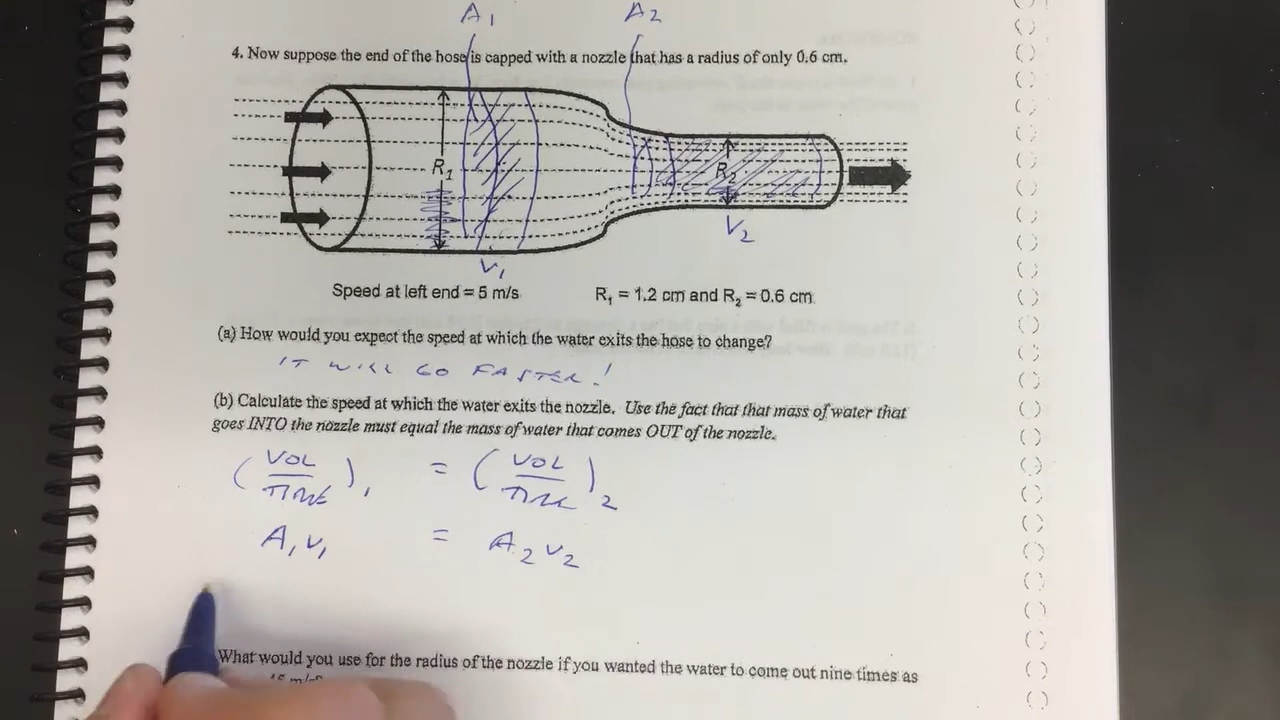 A1 A2
4. Now suppose the end of the hose is capped with a nozzle that has a radius of only 0.6 cm.
R1 R2
V2
V1
Speed at left end = 5 m/s R1 = 1.2 cm and R2 = 0.6 cm
(a) How would you expect the speed at which the water exits the hose to change?
IT WILL GO FASTER!
(b) Calculate the speed at which the water exits the nozzle. Use the fact that that mass of water that
goes INTO the nozzle must equal the mass of water that comes OUT of the nozzle.
(VOL/TIME)1 = (VOL/TIME)2
A1V1 = A2V2
What would you use for the radius of the nozzle if you wanted the water to come out nine times as